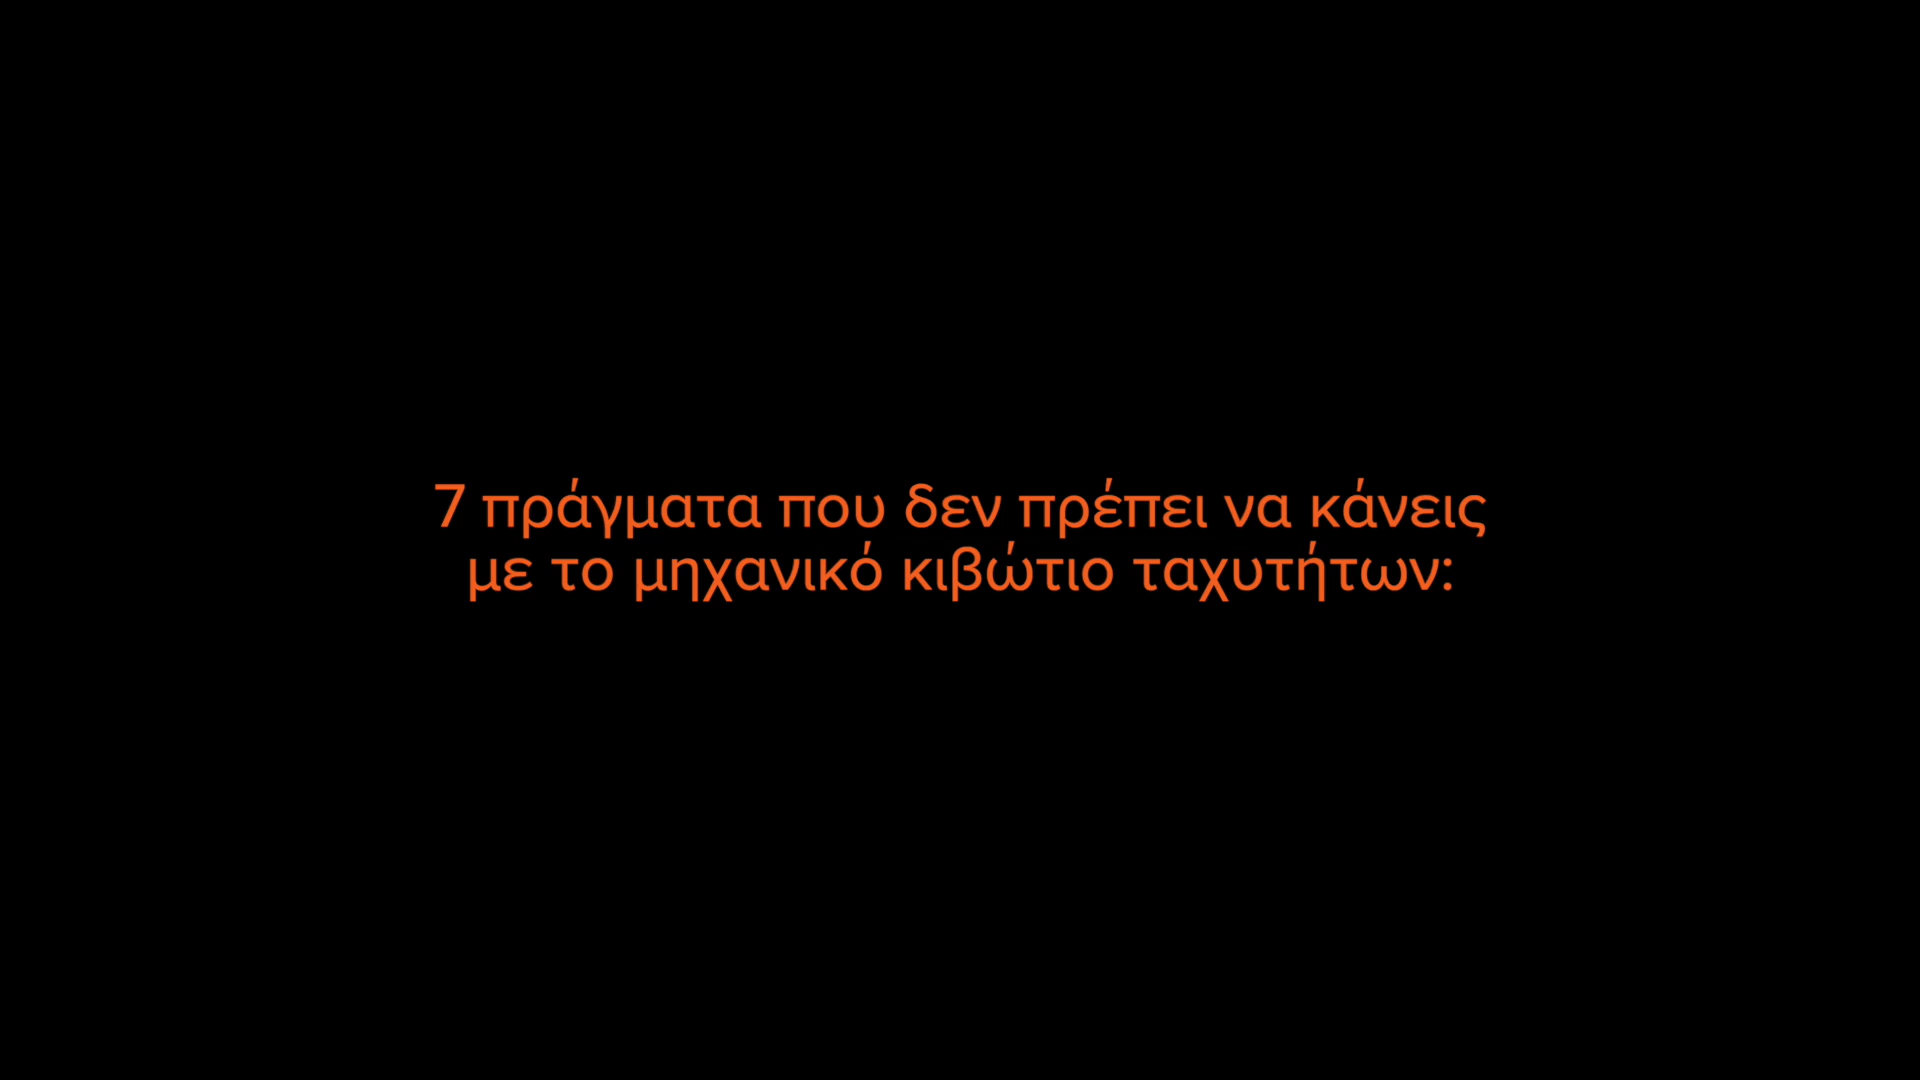 7 πράγματα που δεν πρέπει να κάνεις
με το μηχανικό κιβώτιο ταχυτήτων: